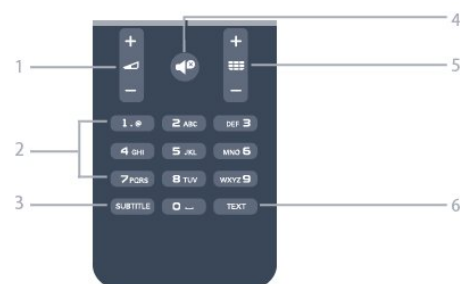 4
+ +
1 5
− −
1.@ 2 ABC DEF 3
2
4 GHI 5 JKL MNO 6
7 PQRS 8 TUV WXYZ 9
3 SUBTITLE 0 ⎵ TEXT 6